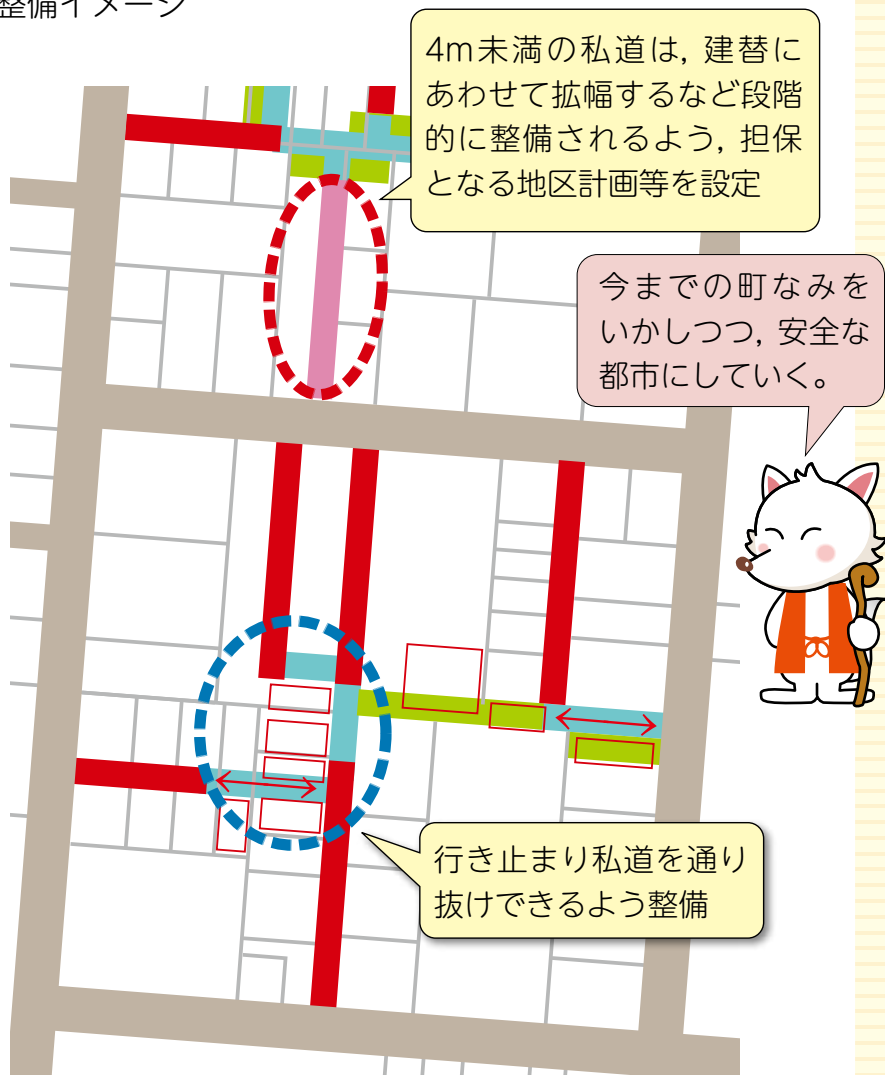 整備イメージ
4m未満の私道は，建替に
あわせて拡幅するなど段階
的に整備されるよう，担保
となる地区計画等を設定
今までの町なみを
いかしつつ，安全な
都市にしていく。
行き止まり私道を通り
抜けできるよう整備